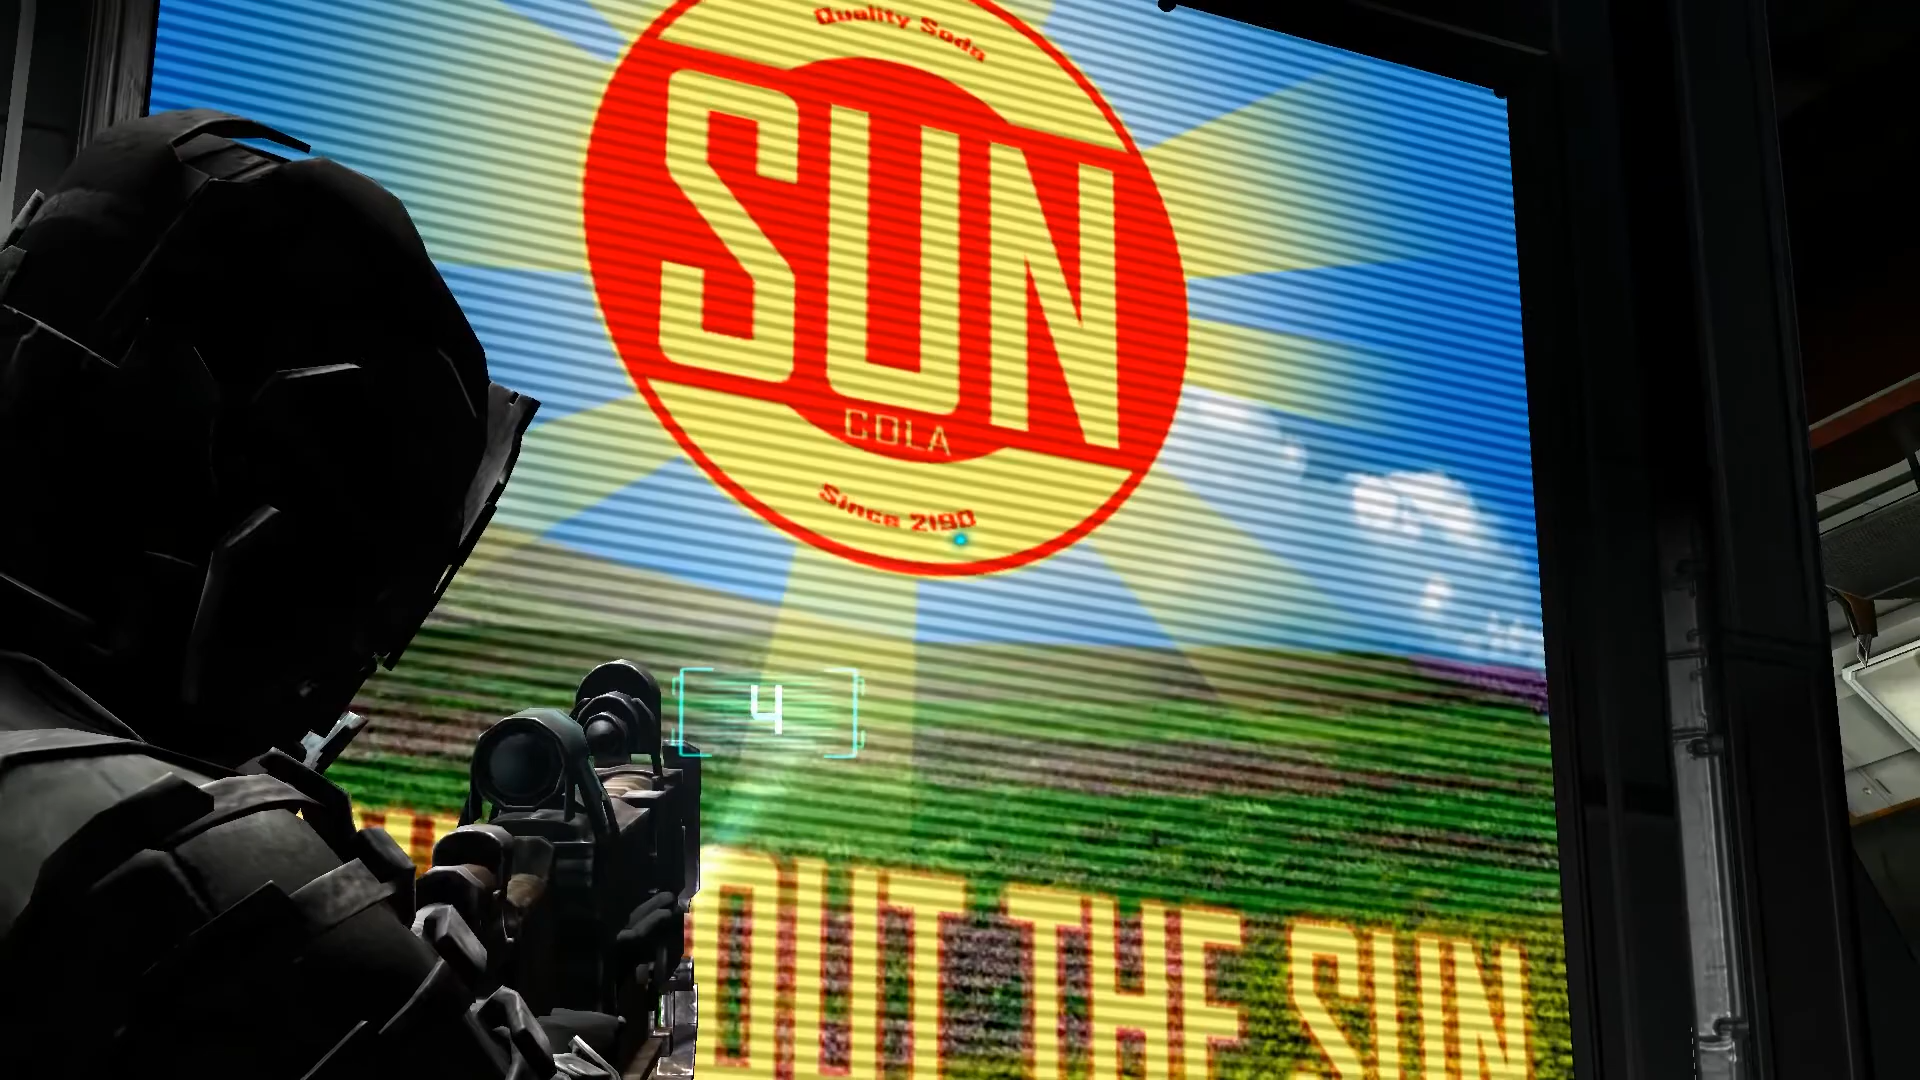 Quality Soda
SUN
COLA
Since 2190
4
OUT THE SUN